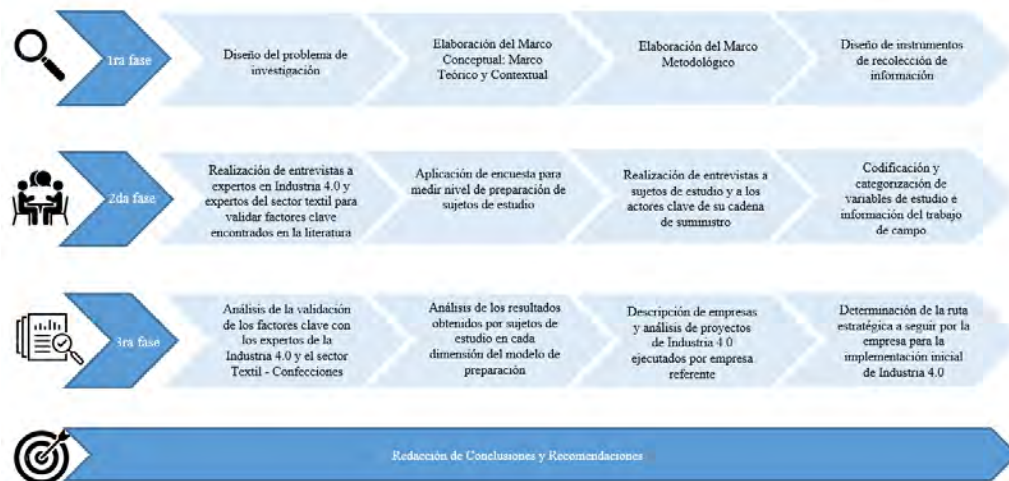 1ra fase
Diseño del problema de
investigación
Elaboración del Marco
Conceptual: Marco
Teórico y Contextual
Elaboración del Marco
Metodológico
Diseño de instrumentos
de recolección de
información
2da fase
Realización de entrevistas a
expertos en Industria 4.0 y
expertos del sector textil para
validar factores clave
encontrados en la literatura
Aplicación de encuesta para
medir nivel de preparación de
sujetos de estudio
Realización de entrevistas a
sujetos de estudio y a los
actores clave de su cadena
de suministro
Codificación y
categorización de
variables de estudio e
información del trabajo
de campo
3ra fase
Análisis de la validación
de los factores clave con
los expertos de la
Industria 4.0 y el sector
Textil - Confecciones
Análisis de los resultados
obtenidos por sujetos de
estudio en cada
dimensión del modelo de
preparación
Descripción de empresas
y análisis de proyectos
de Industria 4.0
ejecutados por empresa
referente
Determinación de la ruta
estratégica a seguir por la
empresa para la
implementación inicial
de Industria 4.0
Redacción de Conclusiones y Recomendaciones